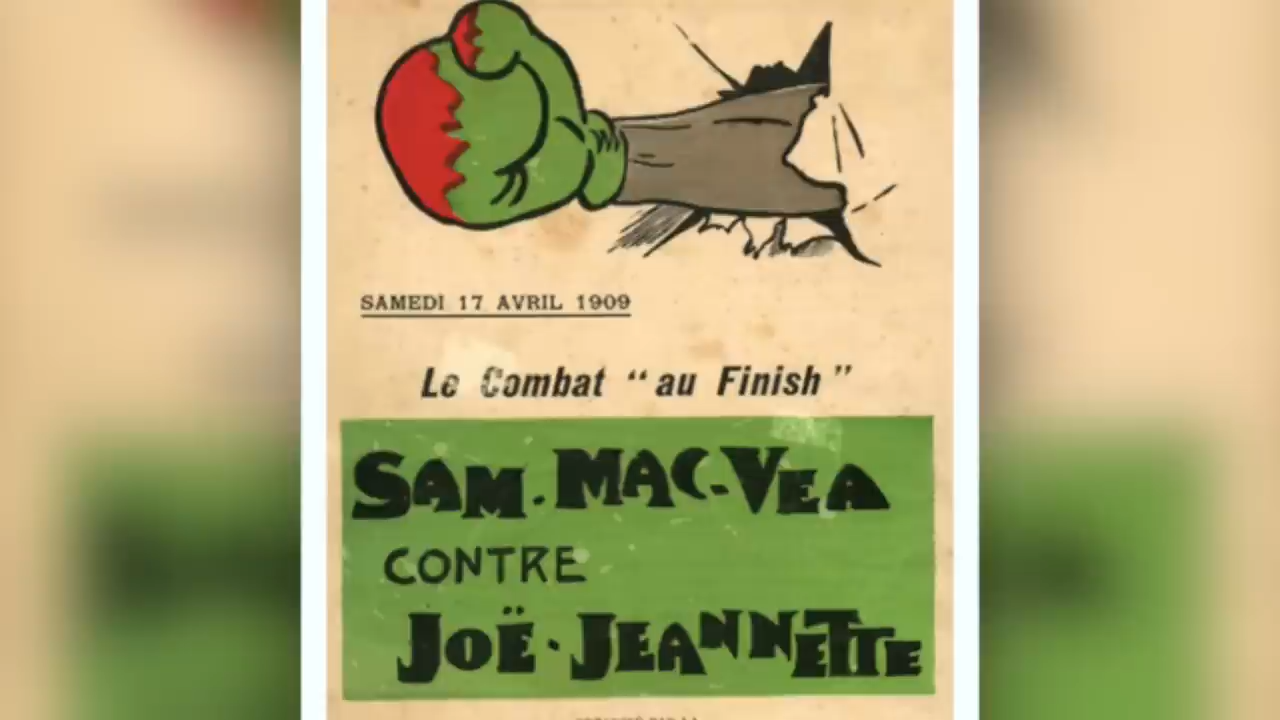 SAMEDI 17 AVRIL 1909
Le Combat “au Finish”
SAM. MAC-VEA
CONTRE
JOË-JEANNETTE